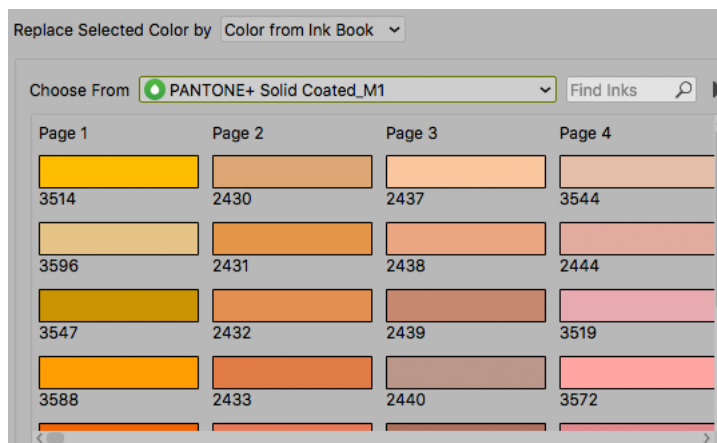 Replace Selected Color by Color from Ink Book
Choose From PANTONE+ Solid Coated_M1 Find Inks
Page 1 Page 2 Page 3 Page 4
3514 2430 2437 3544
3596 2431 2438 2444
3547 2432 2439 3519
3588 2433 2440 3572